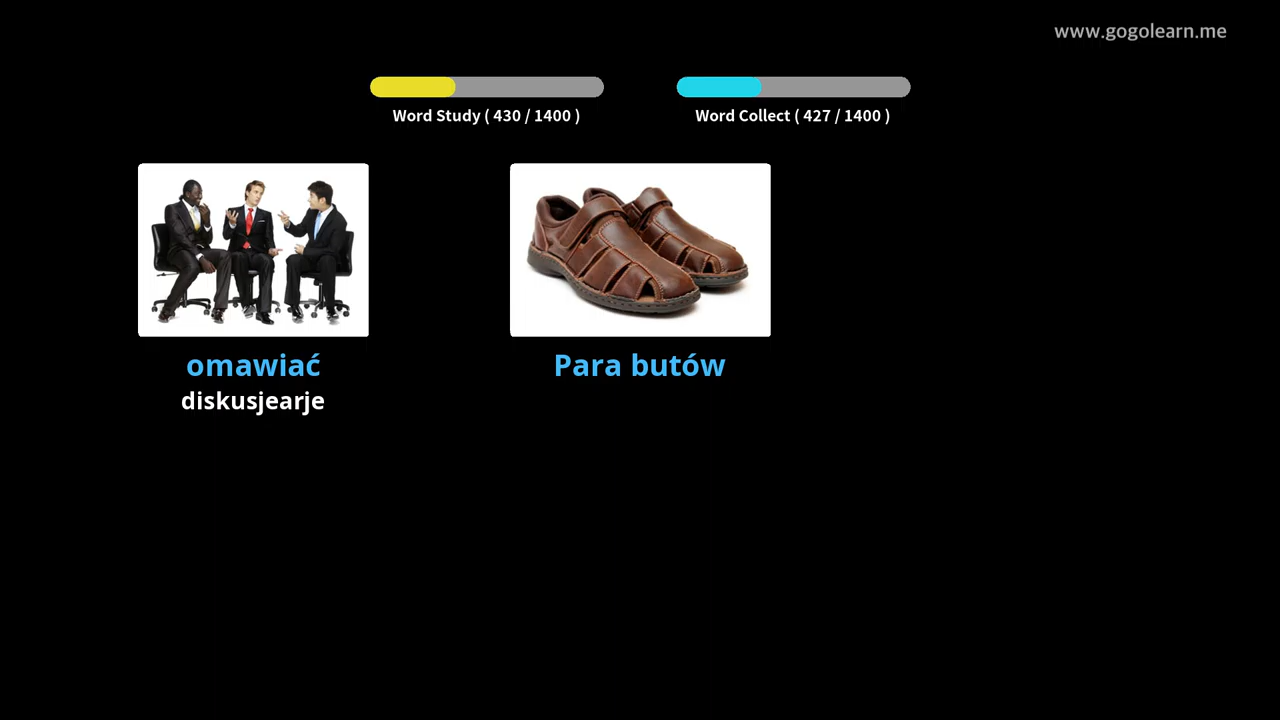 www.gogolearn.me
Word Study ( 430 / 1400 )
Word Collect ( 427 / 1400 )
omawiać
diskusjearje
Para butów